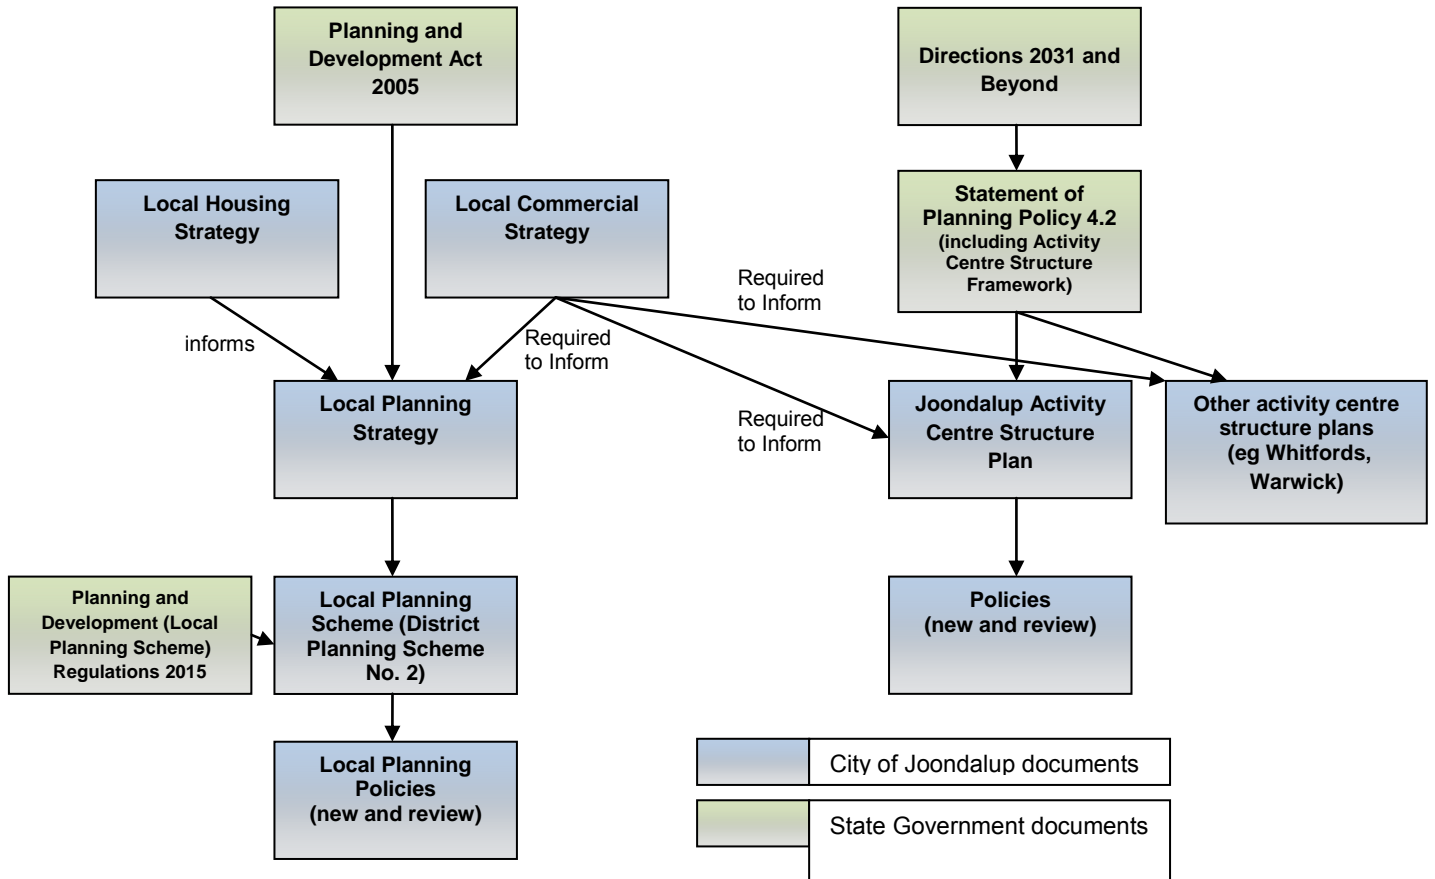 Planning and
Development Act
2005
Directions 2031 and
Beyond
Local Housing
Strategy
Local Commercial
Strategy
Statement of
Planning Policy 4.2
(including Activity
Centre Structure
Framework)
Required
to Inform
informs
Required
to Inform
Required
to Inform
Local Planning
Strategy
Joondalup Activity
Centre Structure
Plan
Other activity centre
structure plans
(eg Whitfords,
Warwick)
Planning and
Development (Local
Planning Scheme)
Regulations 2015
Local Planning
Scheme (District
Planning Scheme
No. 2)
Policies
(new and review)
Local Planning
Policies
(new and review)
City of Joondalup documents
State Government documents